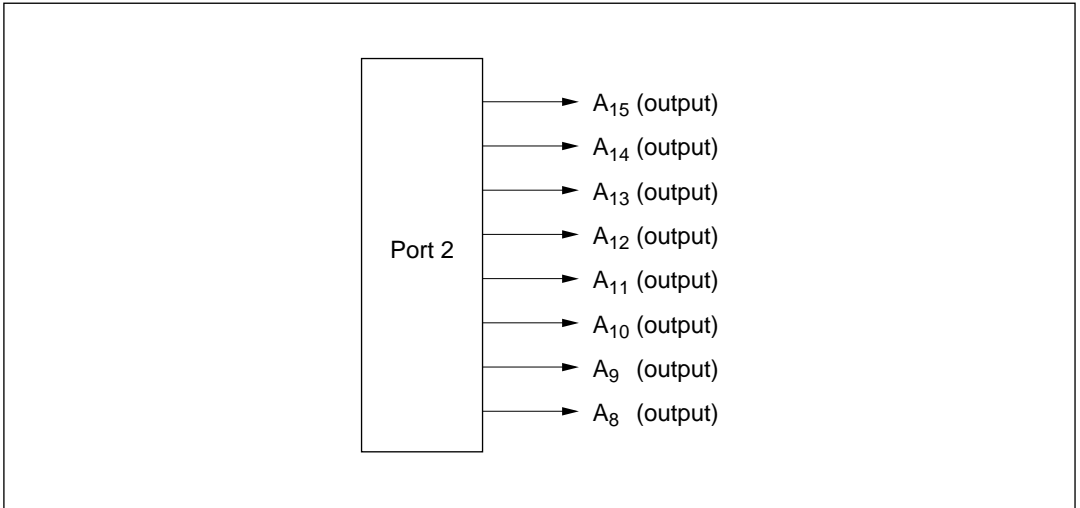 A15 (output)
A14 (output)
A13 (output)
A12 (output)
Port 2
A11 (output)
A10 (output)
A9 (output)
A8 (output)